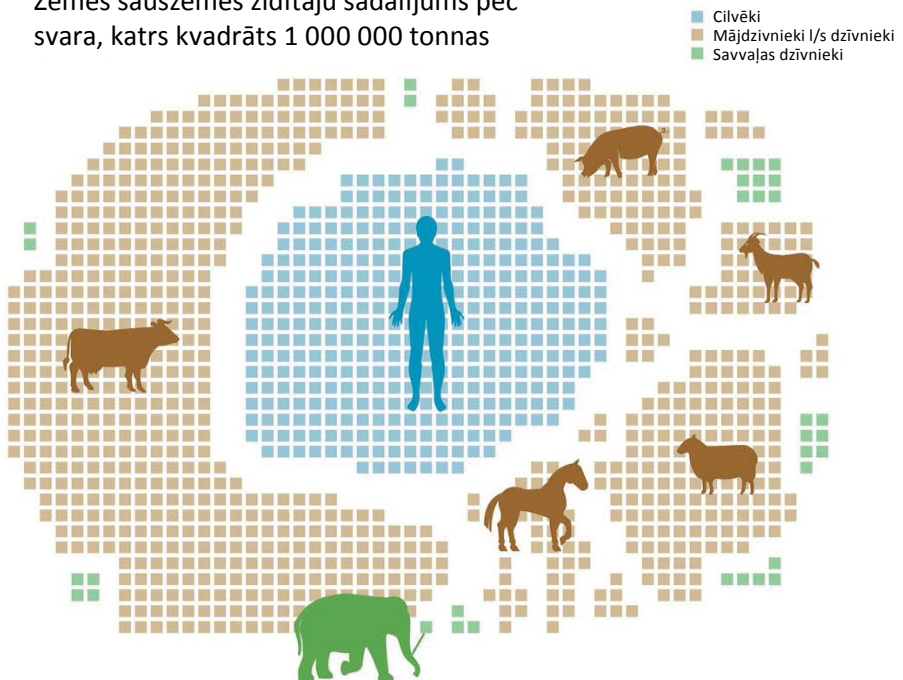 Zemes sauszemes zīdītāju sadalījums pēc
svara, katrs kvadrāts 1 000 000 tonnas
Cilvēki
Mājdzivnieki l/s dzīvnieki
Savvaļas dzīvnieki